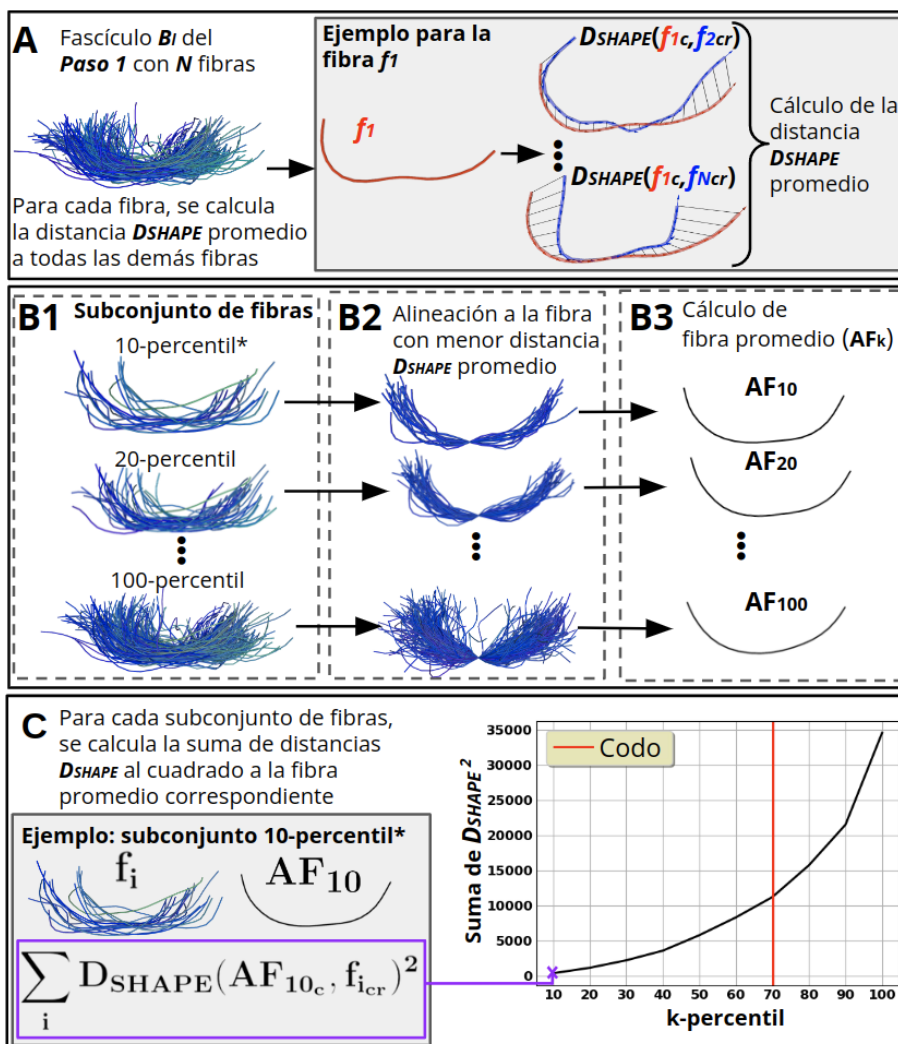 A
Fascículo BI del
Paso 1 con N fibras
Para cada fibra, se calcula
la distancia DSHAPE promedio
a todas las demás fibras
Ejemplo para la
fibra f1
f1
DSHAPE(f1c,f2cr)
DSHAPE(f1c,fNcr)
Cálculo de la
distancia
DSHAPE
promedio
B1 Subconjunto de fibras
10-percentil*
20-percentil
100-percentil
B2 Alineación a la fibra
con menor distancia
DSHAPE promedio
B3 Cálculo de
fibra promedio (AFk)
AF10
AF20
AF100
C Para cada subconjunto de fibras,
se calcula la suma de distancias
DSHAPE al cuadrado a la fibra
promedio correspondiente
Ejemplo: subconjunto 10-percentil*
fi
AF10
∑i DSHAPE(AF10c, ficr)²
Codo
Suma de DSHAPE²
35000
30000
25000
20000
15000
10000
5000
0
10 20 30 40 50 60 70 80 90 100
k-percentil